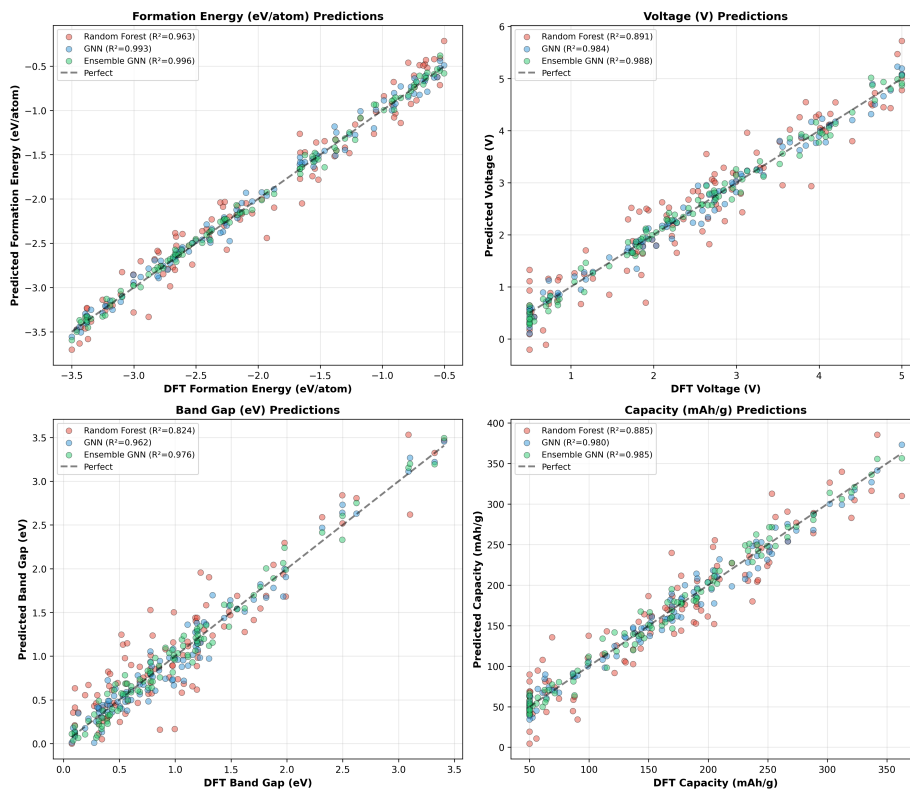 Formation Energy (eV/atom) Predictions
Random Forest (R²=0.963)
GNN (R²=0.993)
Ensemble GNN (R²=0.996)
Perfect
Predicted Formation Energy (eV/atom)
−0.5
−1.0
−1.5
−2.0
−2.5
−3.0
−3.5
−3.5 −3.0 −2.5 −2.0 −1.5 −1.0 −0.5
DFT Formation Energy (eV/atom)
Voltage (V) Predictions
Random Forest (R²=0.891)
GNN (R²=0.984)
Ensemble GNN (R²=0.988)
Perfect
Predicted Voltage (V)
6
5
4
3
2
1
0
1 2 3 4 5
DFT Voltage (V)
Band Gap (eV) Predictions
Random Forest (R²=0.824)
GNN (R²=0.962)
Ensemble GNN (R²=0.976)
Perfect
Predicted Band Gap (eV)
3.5
3.0
2.5
2.0
1.5
1.0
0.5
0.0
0.0 0.5 1.0 1.5 2.0 2.5 3.0 3.5
DFT Band Gap (eV)
Capacity (mAh/g) Predictions
Random Forest (R²=0.885)
GNN (R²=0.980)
Ensemble GNN (R²=0.985)
Perfect
Predicted Capacity (mAh/g)
400
350
300
250
200
150
100
50
0
50 100 150 200 250 300 350
DFT Capacity (mAh/g)